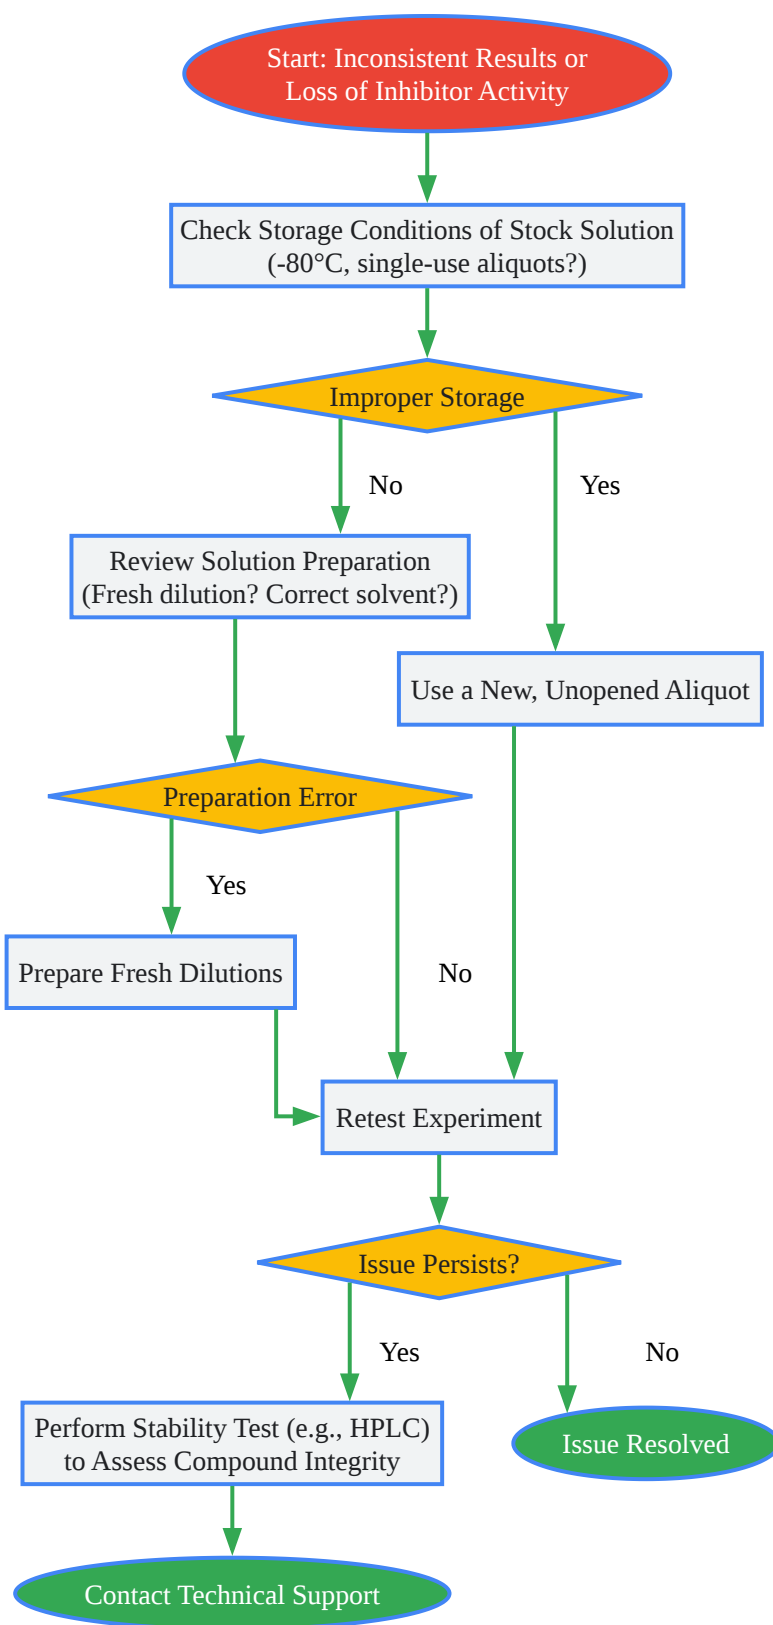 Start: Inconsistent Results or
Loss of Inhibitor Activity
Check Storage Conditions of Stock Solution
(-80°C, single-use aliquots?)
Improper Storage
No
Yes
Review Solution Preparation
(Fresh dilution? Correct solvent?)
Use a New, Unopened Aliquot
Preparation Error
Yes
Prepare Fresh Dilutions
No
Retest Experiment
Issue Persists?
Yes
No
Perform Stability Test (e.g., HPLC)
to Assess Compound Integrity
Issue Resolved
Contact Technical Support